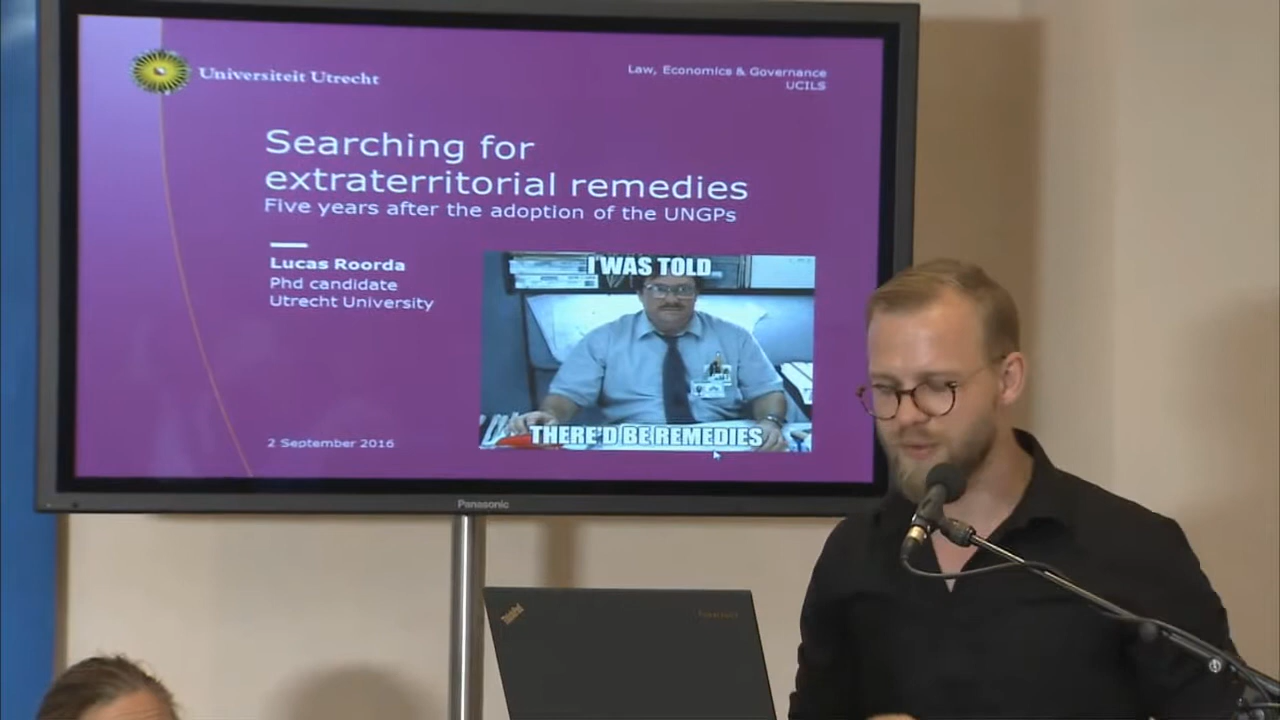 Universiteit Utrecht
Law, Economics & Governance
UCILS
Searching for
extraterritorial remedies
Five years after the adoption of the UNGPs
Lucas Roorda
Phd candidate
Utrecht University
I WAS TOLD
THERE'D BE REMEDIES
2 September 2016
Panasonic
ThinkPad